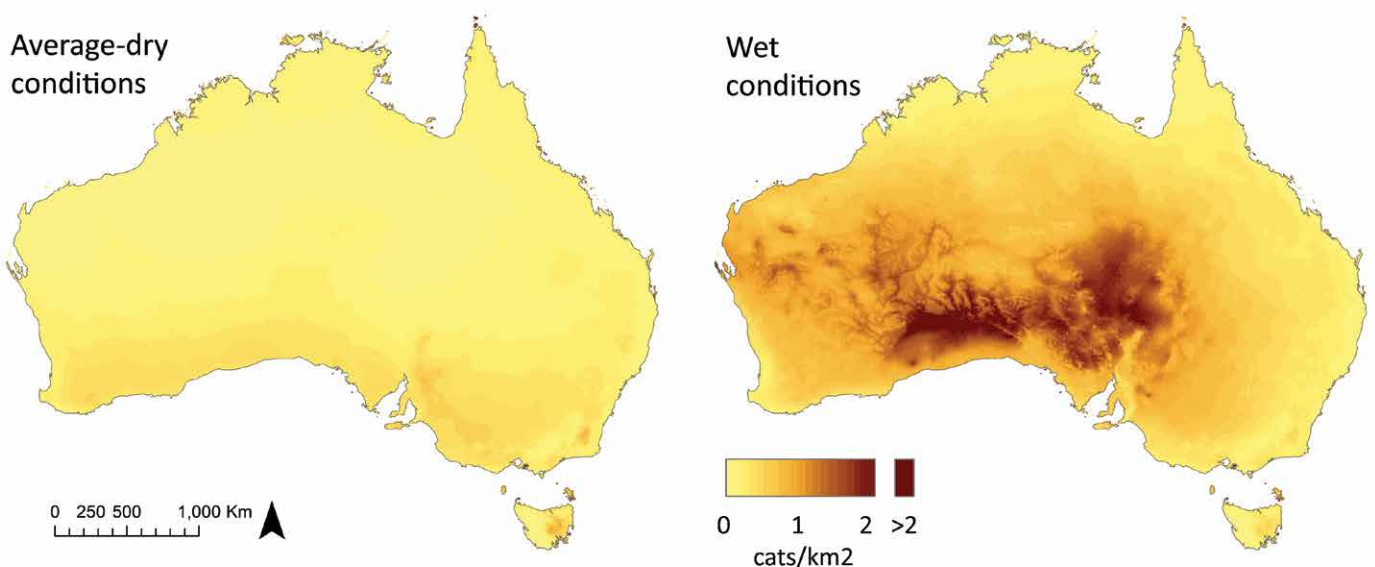 Average-dry
conditions
Wet
conditions
0 250 500 1,000 Km
0 1 2 >2
cats/km2